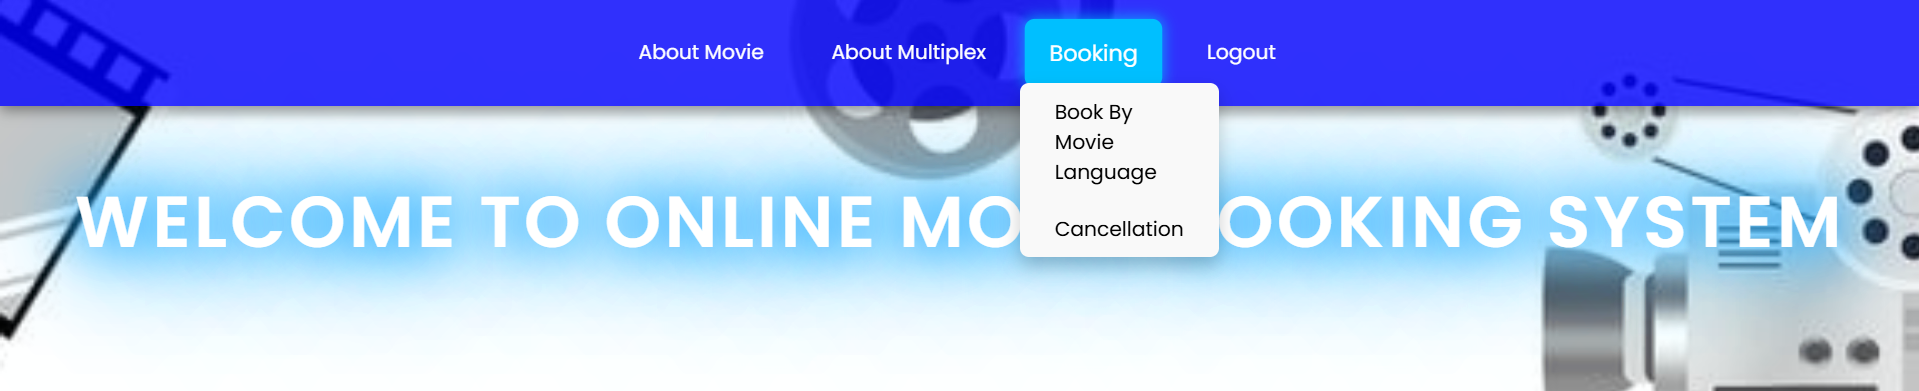 About Movie About Multiplex Booking Logout
Book By
Movie
Language
Cancellation
WELCOME TO ONLINE MO OOKING SYSTEM